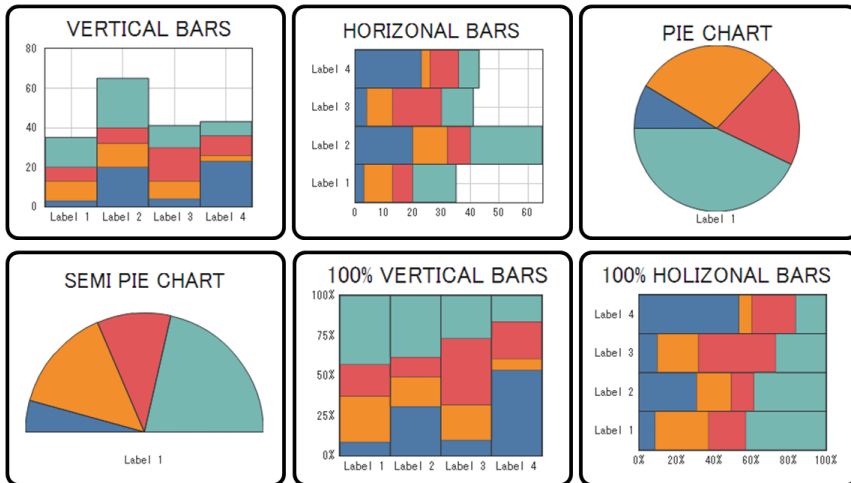 VERTICAL BARS
80
60
40
20
0
Label 1 Label 2 Label 3 Label 4
HORIZONAL BARS
Label 4
Label 3
Label 2
Label 1
0 10 20 30 40 50 60
PIE CHART
Label 1
SEMI PIE CHART
Label 1
100% VERTICAL BARS
100%
75%
50%
25%
0%
Label 1 Label 2 Label 3 Label 4
100% HOLIZONAL BARS
Label 4
Label 3
Label 2
Label 1
0% 20% 40% 60% 80% 100%